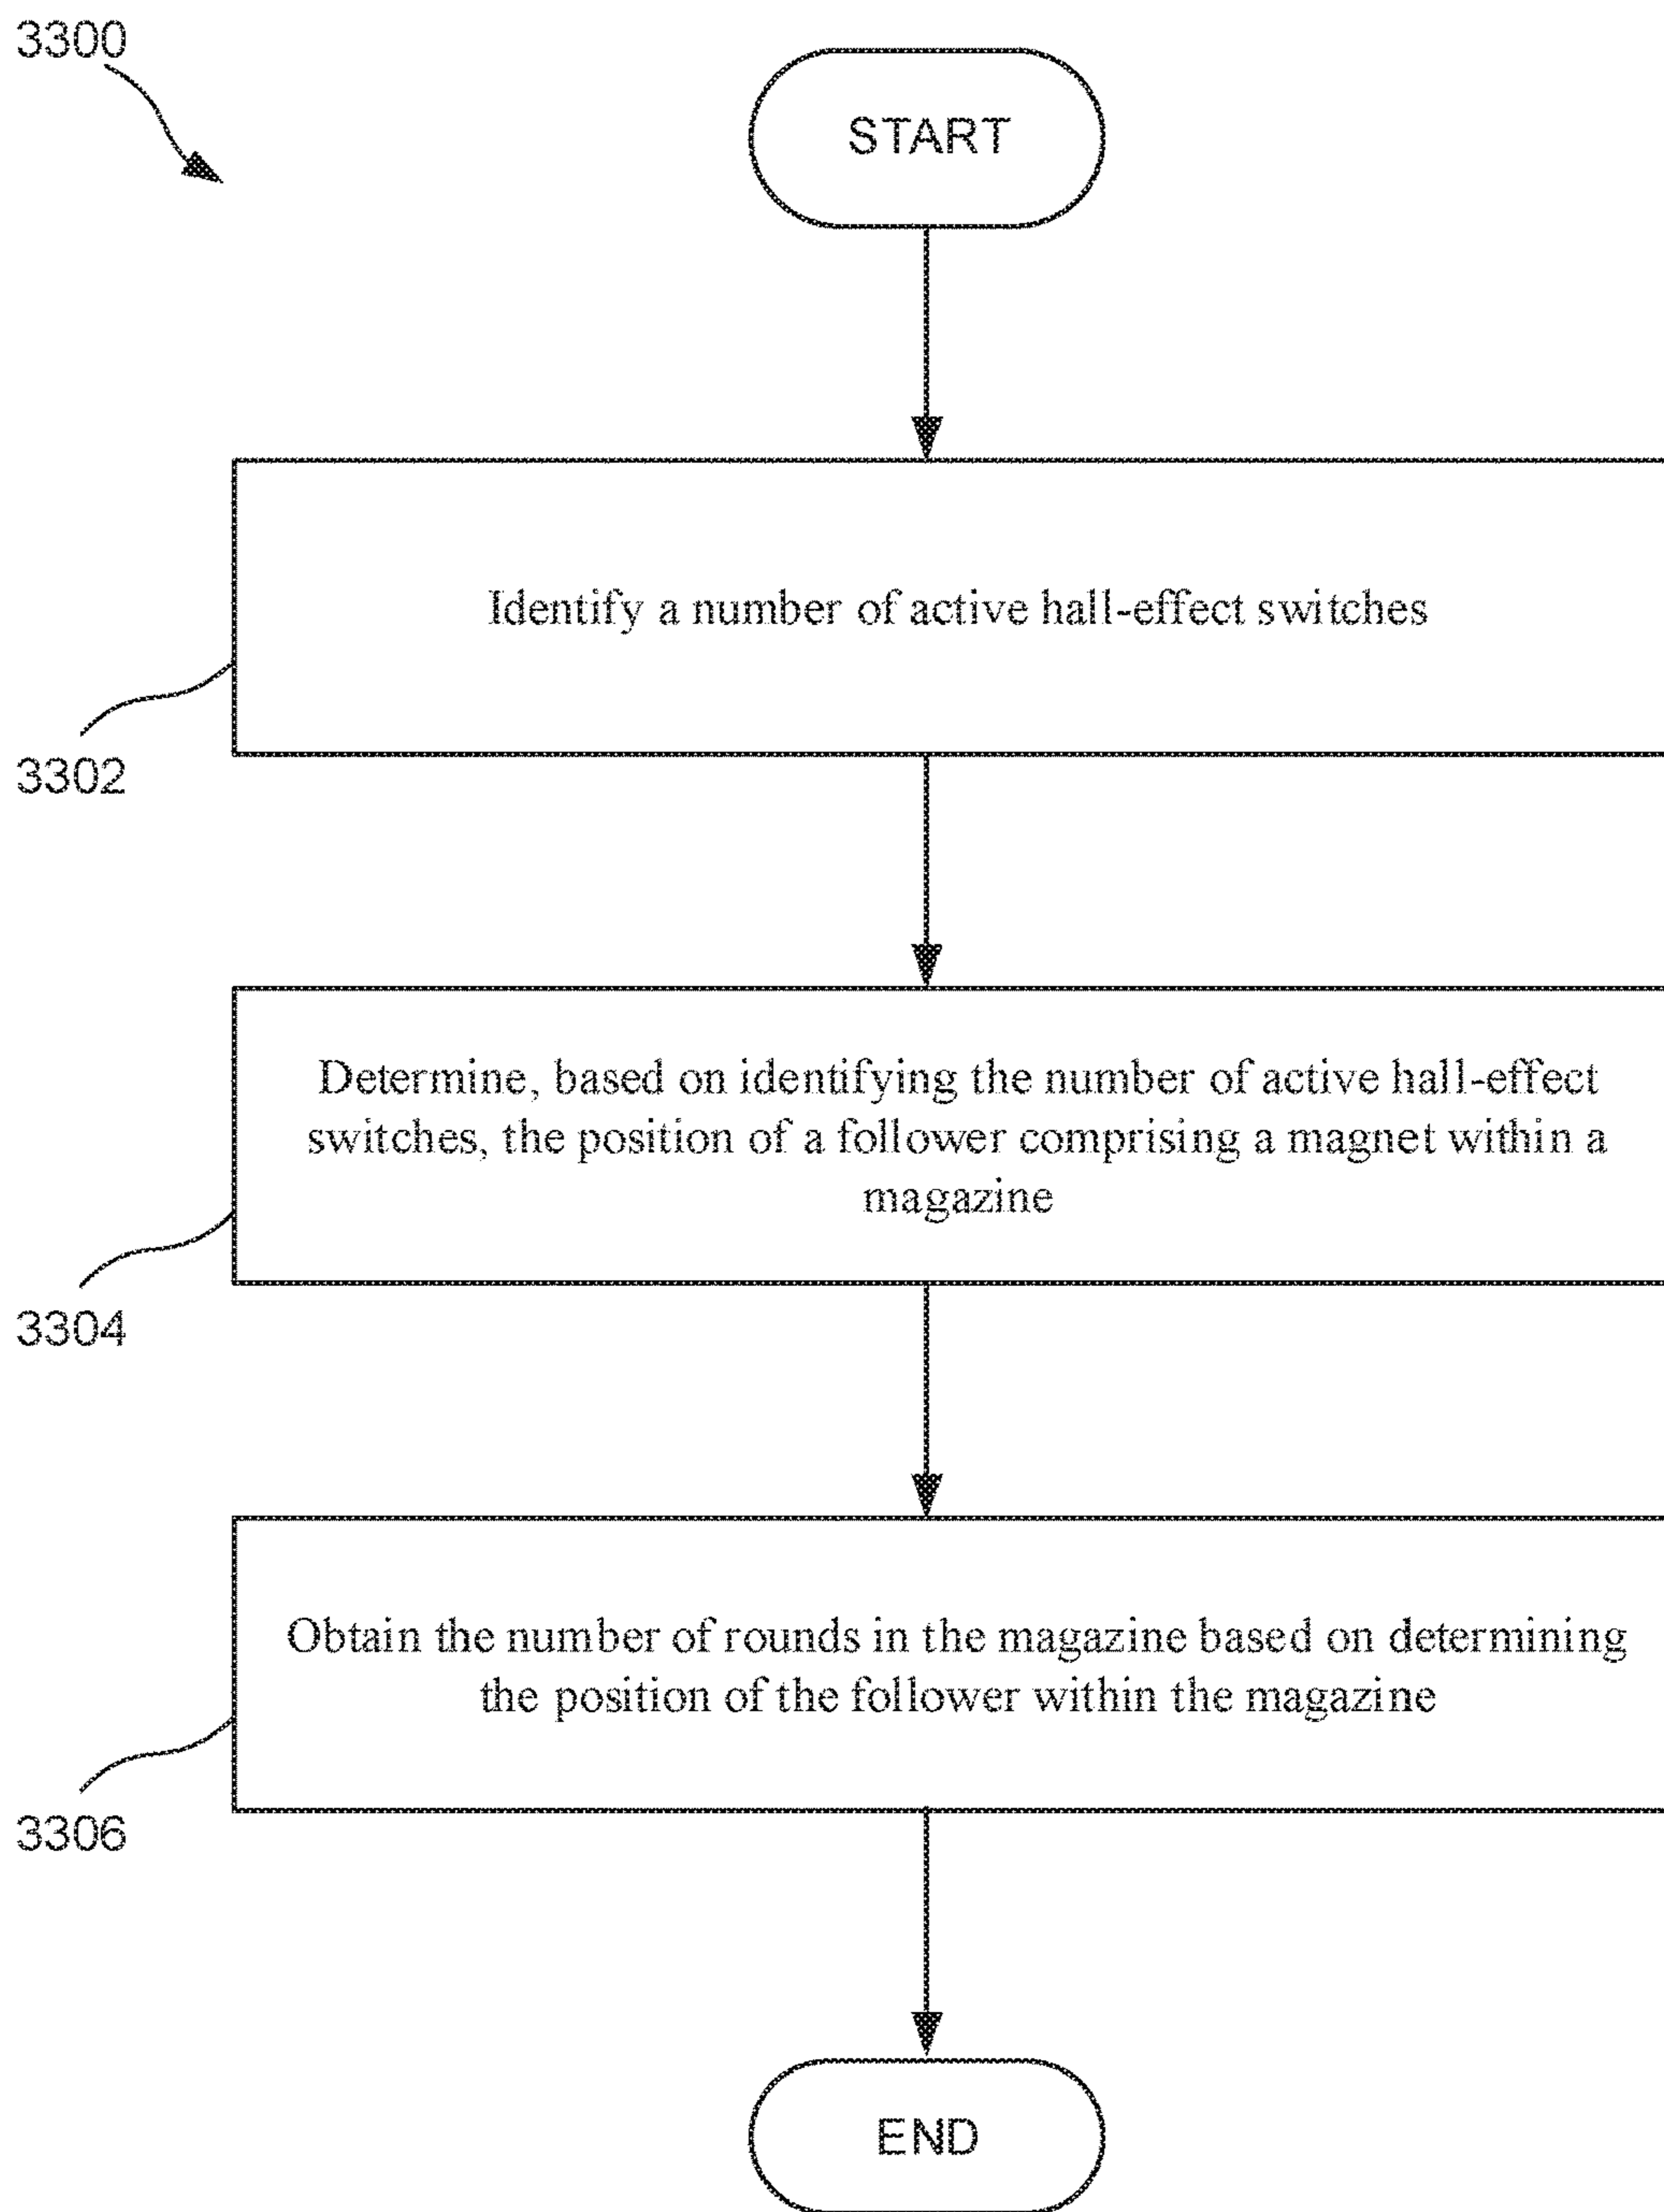 3300
START
Identify a number of active hall-effect switches
3302
Determine, based on identifying the number of active hall-effect
switches, the position of a follower comprising a magnet within a
magazine
3304
Obtain the number of rounds in the magazine based on determining
the position of the follower within the magazine
3306
END